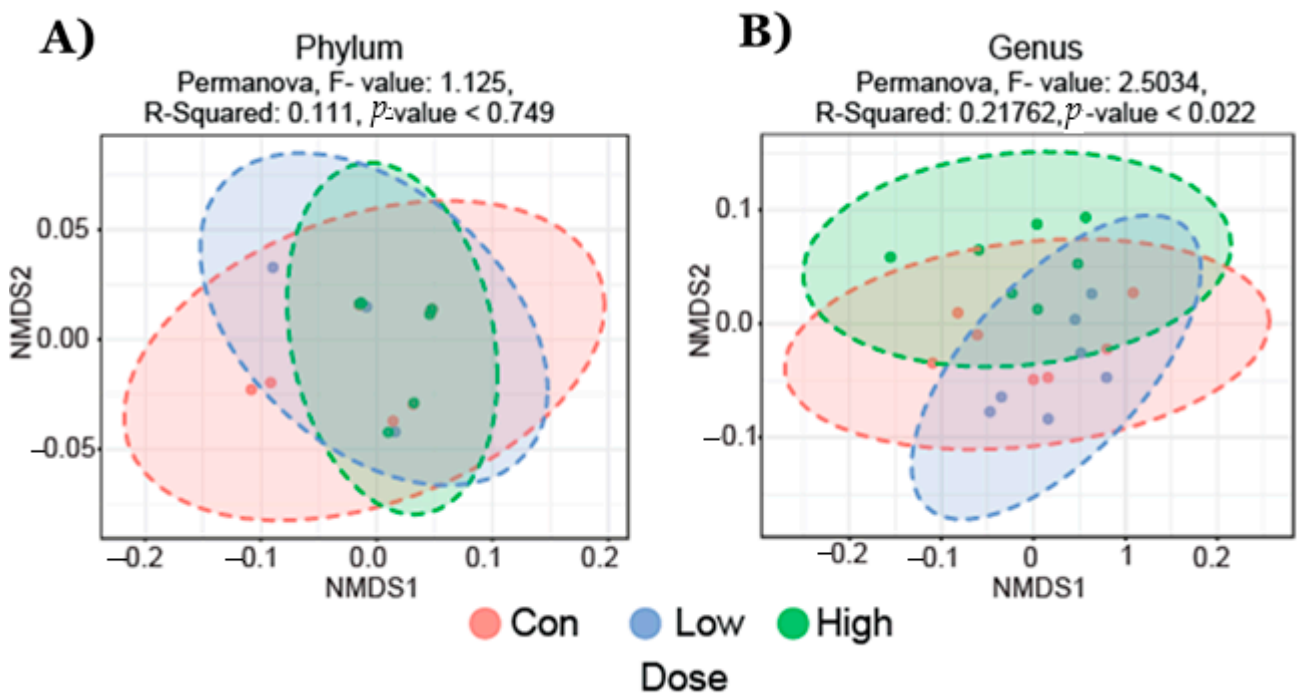 A)
Phylum
Permanova, F- value: 1.125,
R-Squared: 0.111, p-value < 0.749
NMDS2
0.05
0.00
–0.05
–0.2
–0.1
0.0
0.1
0.2
NMDS1
B)
Genus
Permanova, F- value: 2.5034,
R-Squared: 0.21762,p -value < 0.022
NMDS2
0.1
0.0
–0.1
–0.2
–0.1
0
1
0.2
NMDS1
Con
Low
High
Dose